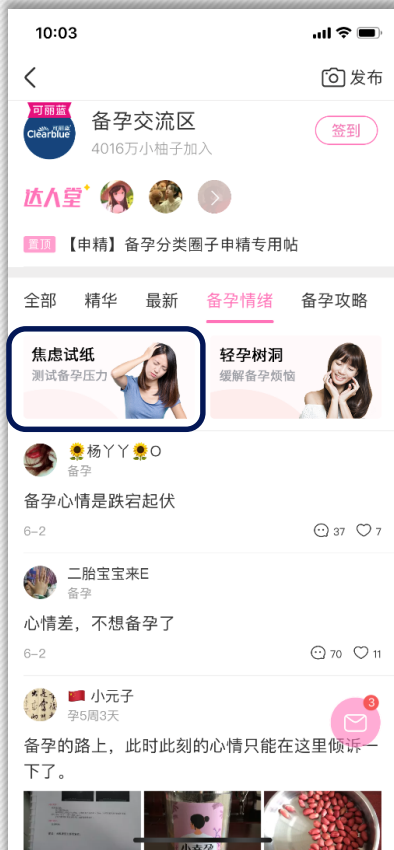 10:03
发布
可丽蓝
Clearblue
可丽蓝
备孕交流区
4016万小柚子加入
签到
达人堂
置顶 【申精】备孕分类圈子申精专用帖
全部 精华 最新 备孕情绪 备孕攻略
焦虑试纸
测试备孕压力
轻孕树洞
缓解备孕烦恼
🌻杨丫丫🌻O
备孕
备孕心情是跌宕起伏
6-2 37 7
二胎宝宝来E
备孕
心情差，不想备孕了
6-2 70 11
🇨🇳 小元子
孕5周3天
3
备孕的路上，此时此刻的心情只能在这里倾诉一
下了。